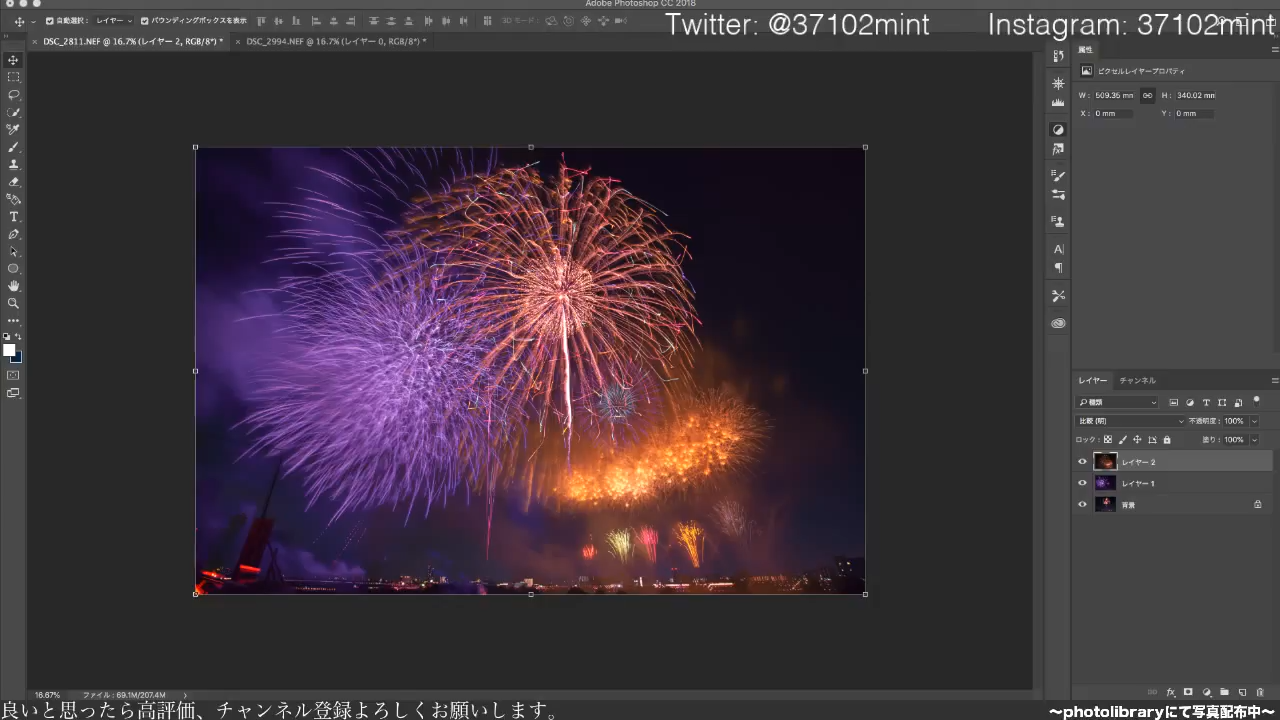 Adobe Photoshop CC 2018
自動選択： レイヤー バウンディングボックスを表示 3D モード：
Twitter: @37102mint Instagram: 37102mint
DSC_2811.NEF @ 16.7% (レイヤー 2, RGB/8*) * DSC_2994.NEF @ 16.7% (レイヤー 0, RGB/8*) *
属性
ピクセルレイヤープロパティ
W： 509.35 mm H： 340.02 mm
X： 0 mm Y： 0 mm
レイヤー チャンネル
種類
比較 (明) 不透明度： 100%
ロック： 塗り： 100%
レイヤー 2
レイヤー 1
背景
16.67% ファイル：69.1M/207.4M
良いと思ったら高評価、チャンネル登録よろしくお願いします。
〜photolibraryにて写真配布中〜